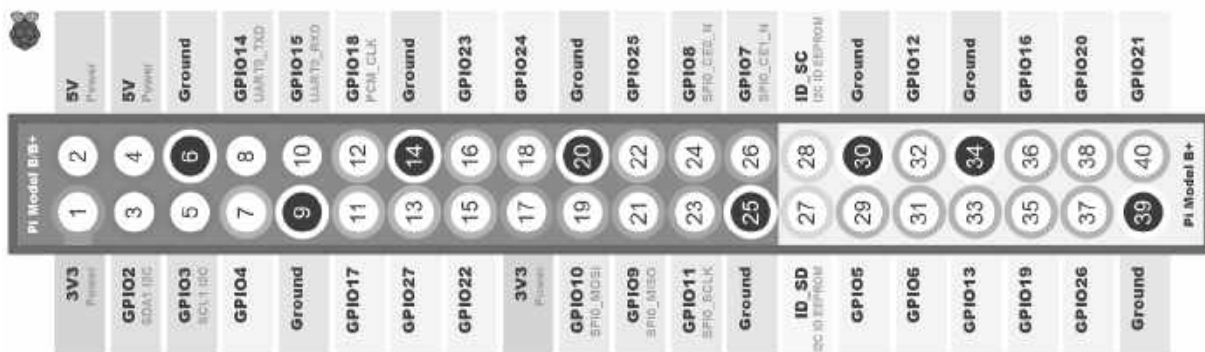 Pi Model B/B+
3V3
Power
1
2
5V
Power
GPIO2
SDA1 I2C
3
4
5V
Power
GPIO3
SCL1 I2C
5
6
Ground
GPIO4
7
8
GPIO14
UART0_TXD
Ground
9
10
GPIO15
UART0_RXD
GPIO17
11
12
GPIO18
PCM_CLK
GPIO27
13
14
Ground
GPIO22
15
16
GPIO23
3V3
Power
17
18
GPIO24
GPIO10
SPI0_MOSI
19
20
Ground
GPIO9
SPI0_MISO
21
22
GPIO25
GPIO11
SPI0_SCLK
23
24
GPIO8
SPI0_CE0_N
Ground
25
26
GPIO7
SPI0_CE1_N
ID_SD
I2C ID EEPROM
27
28
ID_SC
I2C ID EEPROM
GPIO5
29
30
Ground
GPIO6
31
32
GPIO12
GPIO13
33
34
Ground
GPIO19
35
36
GPIO16
GPIO26
37
38
GPIO20
Ground
39
40
GPIO21
Pi Model B+